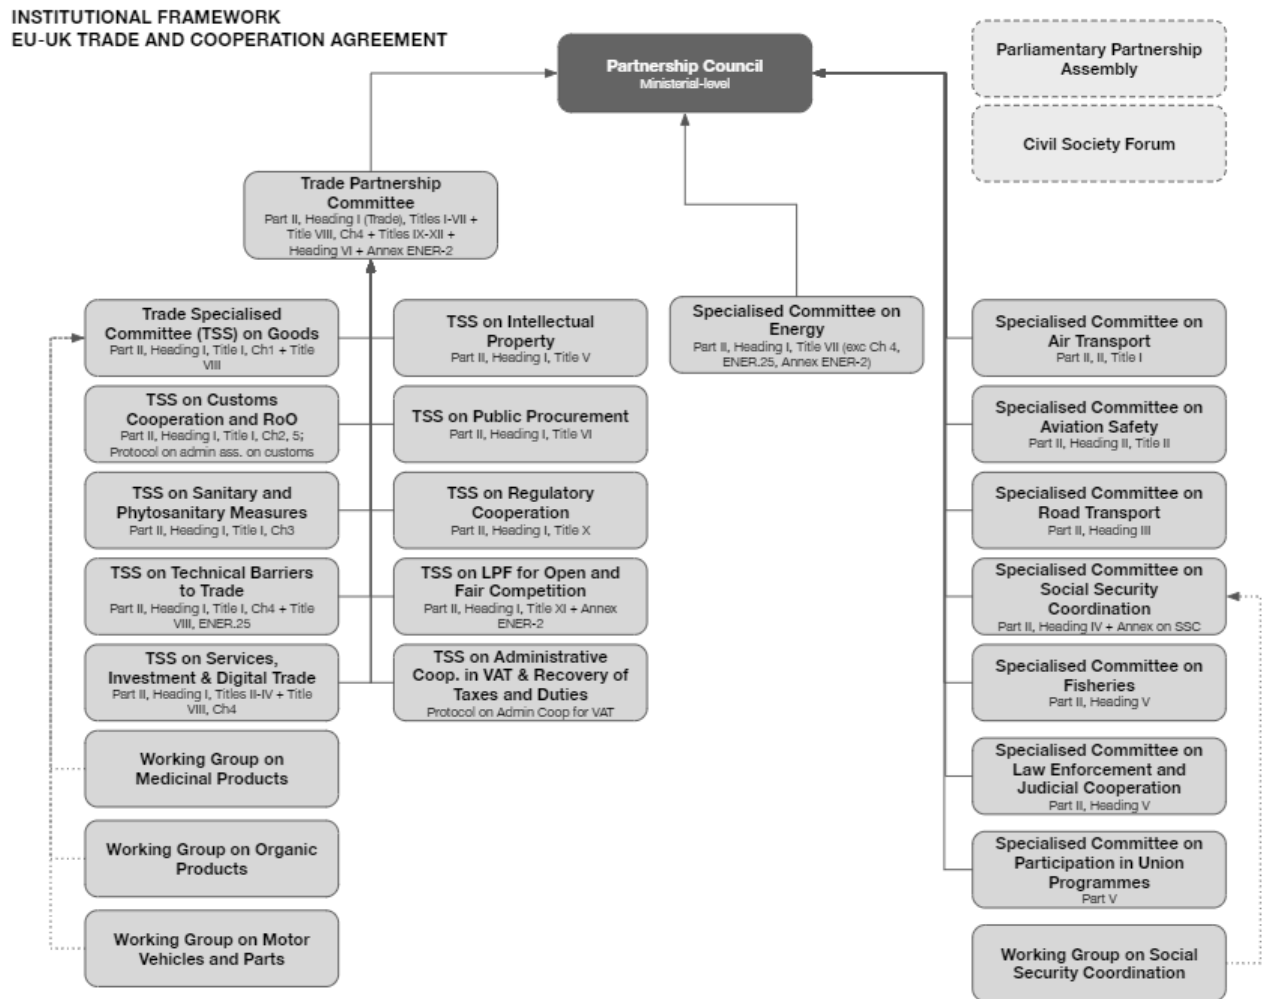 INSTITUTIONAL FRAMEWORK
EU-UK TRADE AND COOPERATION AGREEMENT
Partnership Council
Ministerial-level
Parliamentary Partnership
Assembly
Civil Society Forum
Trade Partnership
Committee
Part II, Heading I (Trade), Titles I-VII +
Title VIII, Ch4 + Titles IX-XII +
Heading VI + Annex ENER-2
Trade Specialised
Committee (TSS) on Goods
Part II, Heading I, Title I, Ch1 + Title
VIII
TSS on Customs
Cooperation and RoO
Part II, Heading I, Title I, Ch2, 5;
Protocol on admin ass. on customs
TSS on Sanitary and
Phytosanitary Measures
Part II, Heading I, Title I, Ch3
TSS on Technical Barriers
to Trade
Part II, Heading I, Title I, Ch4 + Title
VIII, ENER.25
TSS on Services,
Investment & Digital Trade
Part II, Heading I, Titles II-IV + Title
VIII, Ch4
Working Group on
Medicinal Products
Working Group on Organic
Products
Working Group on Motor
Vehicles and Parts
TSS on Intellectual
Property
Part II, Heading I, Title V
TSS on Public Procurement
Part II, Heading I, Title VI
TSS on Regulatory
Cooperation
Part II, Heading I, Title X
TSS on LPF for Open and
Fair Competition
Part II, Heading I, Title XI + Annex
ENER-2
TSS on Administrative
Coop. in VAT & Recovery of
Taxes and Duties
Protocol on Admin Coop for VAT
Specialised Committee on
Energy
Part II, Heading I, Title VII (exc Ch 4,
ENER.25, Annex ENER-2)
Specialised Committee on
Air Transport
Part II, II, Title I
Specialised Committee on
Aviation Safety
Part II, Heading II, Title II
Specialised Committee on
Road Transport
Part II, Heading III
Specialised Committee on
Social Security
Coordination
Part II, Heading IV + Annex on SSC
Specialised Committee on
Fisheries
Part II, Heading V
Specialised Committee on
Law Enforcement and
Judicial Cooperation
Part II, Heading V
Specialised Committee on
Participation in Union
Programmes
Part V
Working Group on Social
Security Coordination